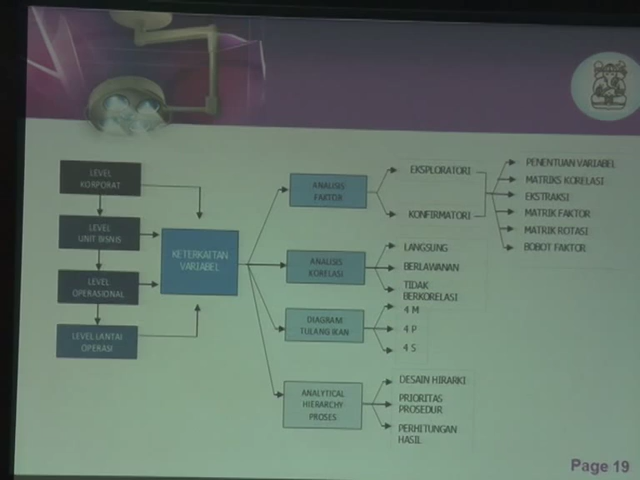 LEVEL
KORPORAT
LEVEL
UNIT BISNIS
LEVEL
OPERASIONAL
LEVEL LANTAI
OPERASI
KETERKAITAN
VARIABEL
ANALISIS
FAKTOR
EKSPLORATORI
KONFIRMATORI
PENENTUAN VARIABEL
MATRIKS KORELASI
EKSTRAKSI
MATRIK FAKTOR
MATRIK ROTASI
BOBOT FAKTOR
ANALISIS
KORELASI
LANGSUNG
BERLAWANAN
TIDAK
BERKORELASI
DIAGRAM
TULANG IKAN
4 M
4 P
4 S
ANALYTICAL
HIERARCHY
PROSES
DESAIN HIRARKI
PRIORITAS
PROSEDUR
PERHITUNGAN
HASIL
Page 19